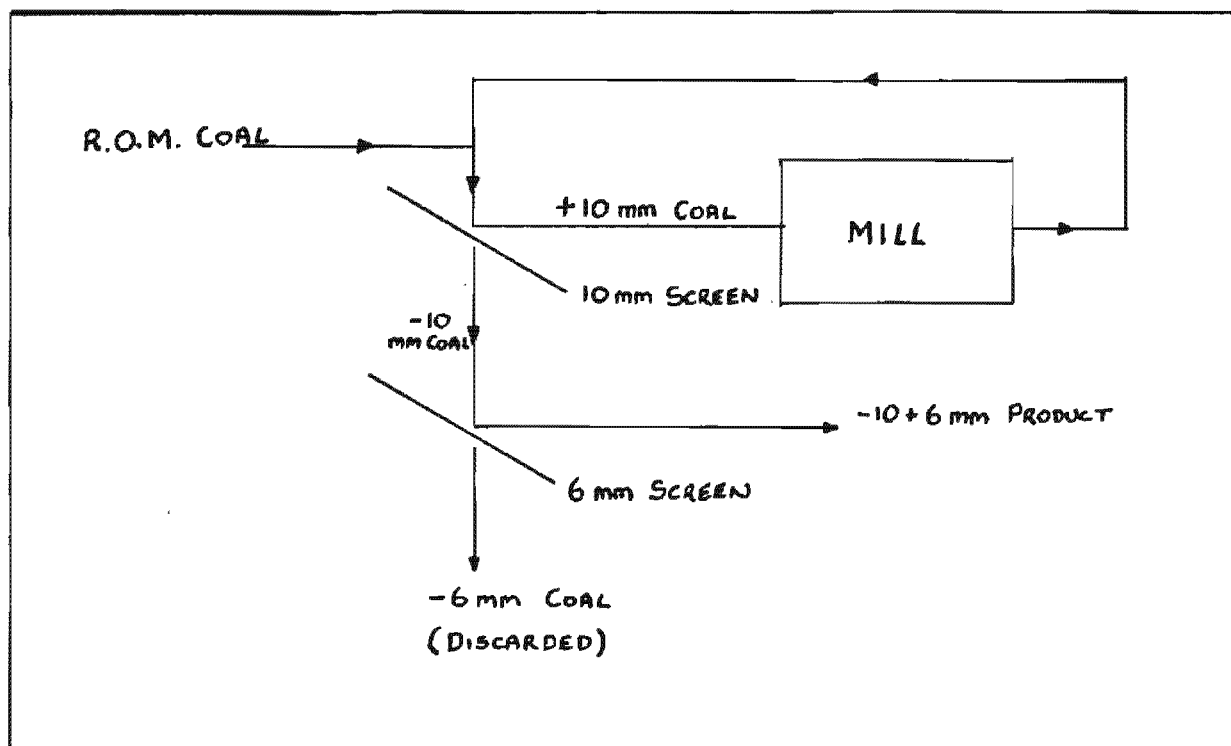 R.O.M. COAL
+10 mm COAL
MILL
10 mm SCREEN
-10
mm COAL
-10+6 mm PRODUCT
6 mm SCREEN
-6 mm COAL
(DISCARDED)